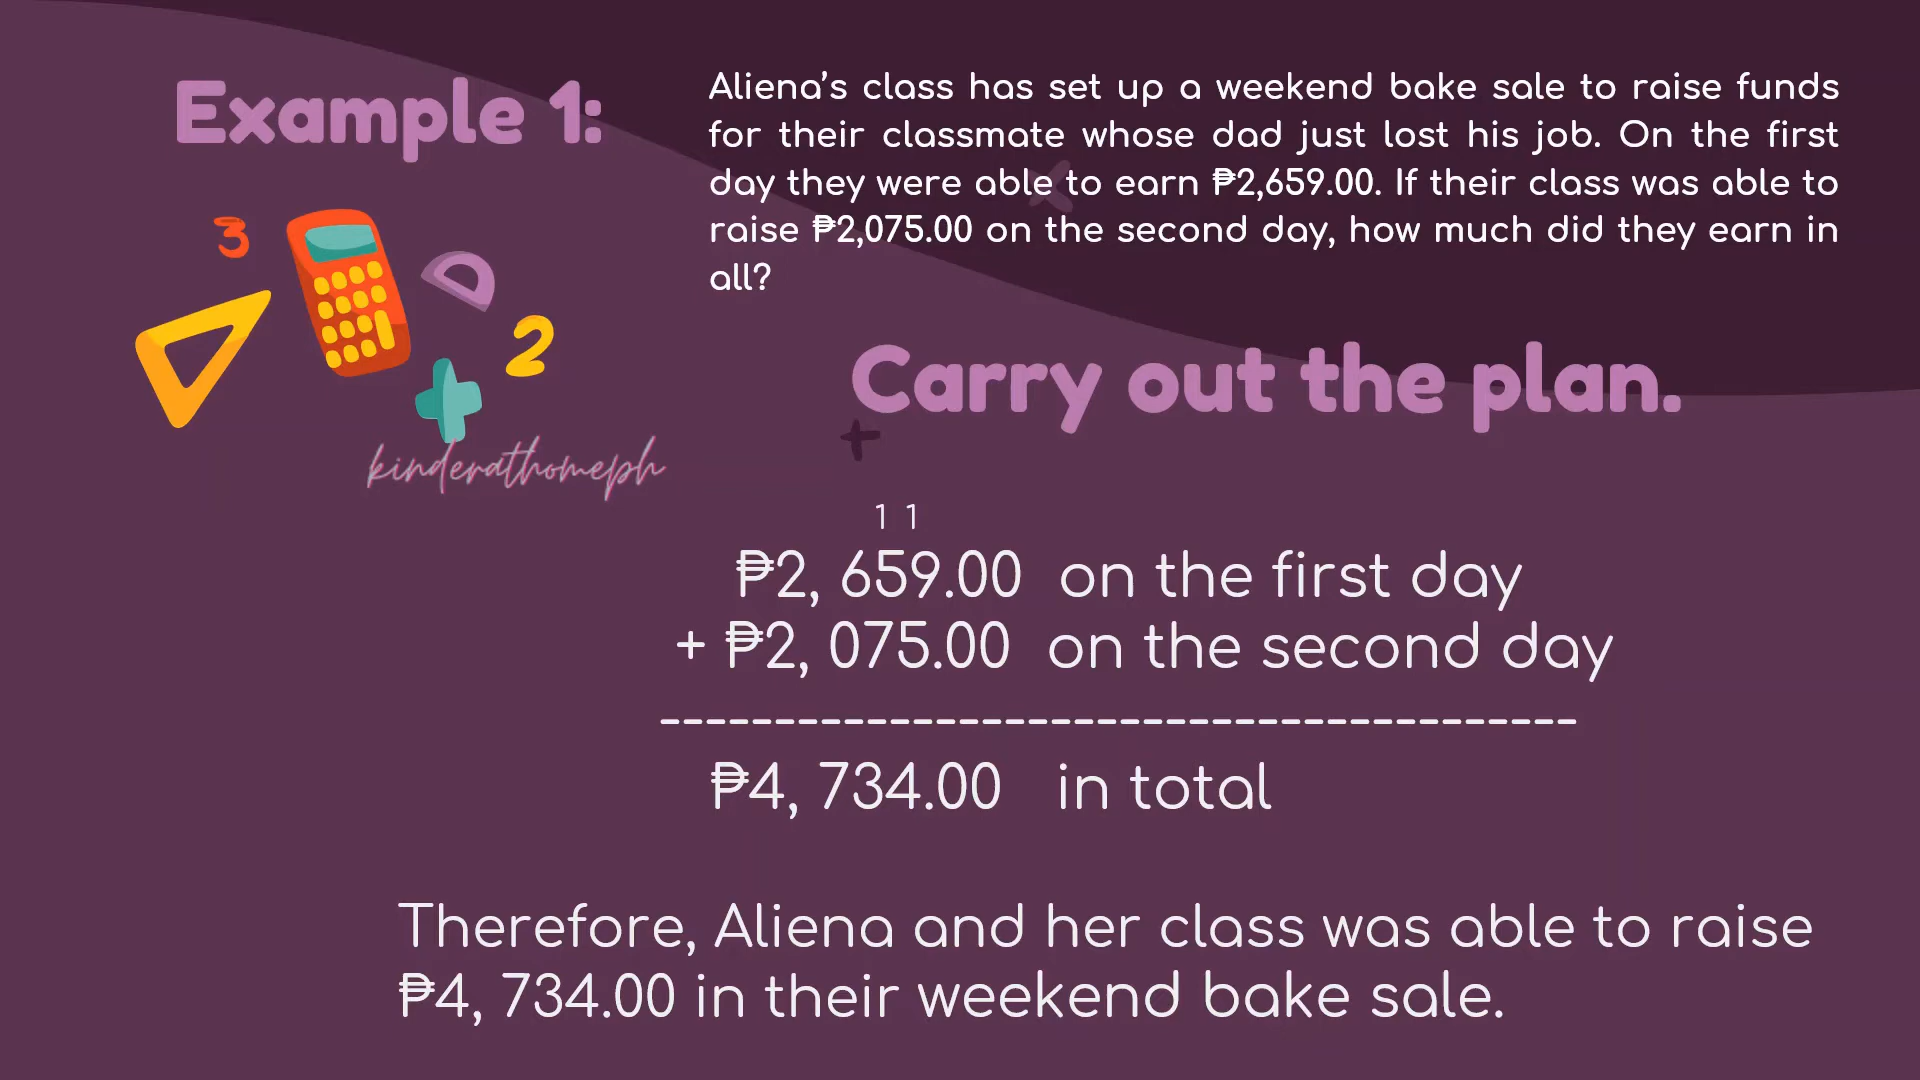 Example 1:
Aliena’s class has set up a weekend bake sale to raise funds
for their classmate whose dad just lost his job. On the first
day they were able to earn ₱2,659.00. If their class was able to
raise ₱2,075.00 on the second day, how much did they earn in
all?
3
2
kinderathomeph
Carry out the plan.
1 1
₱2, 659.00 on the first day
+ ₱2, 075.00 on the second day
----------------------------------------
₱4, 734.00 in total
Therefore, Aliena and her class was able to raise
₱4, 734.00 in their weekend bake sale.